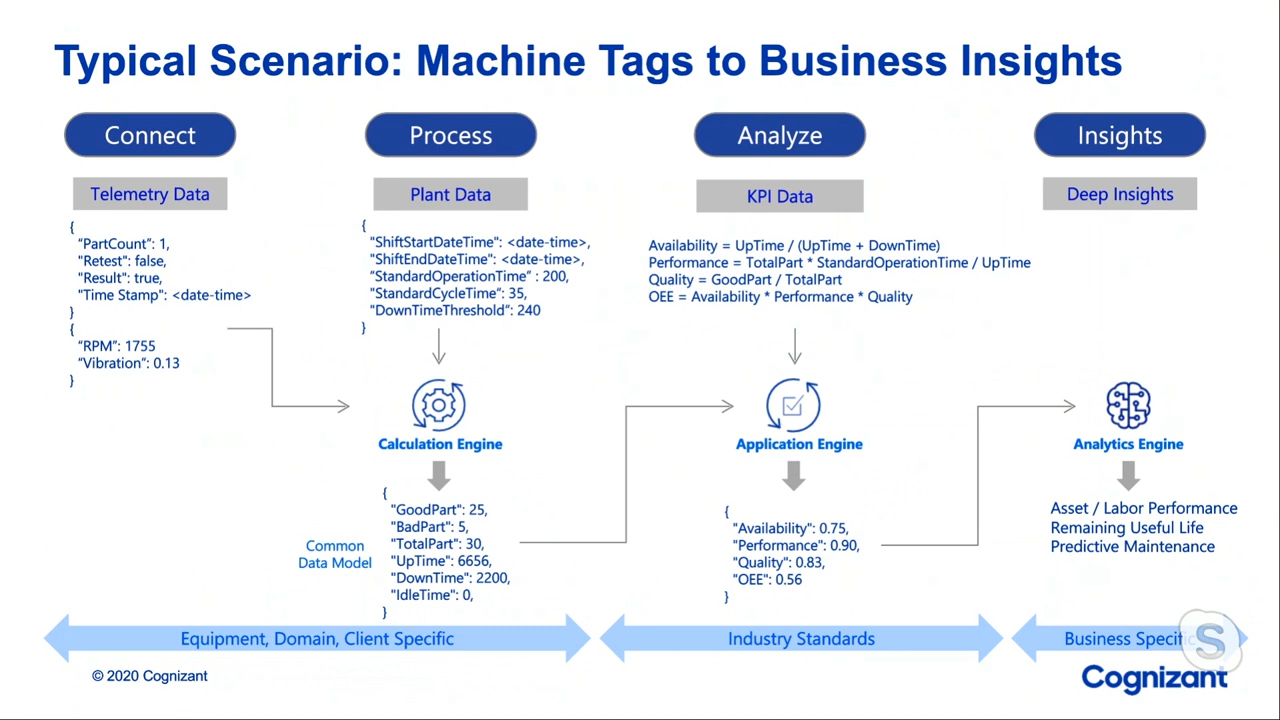 Typical Scenario: Machine Tags to Business Insights
Connect
Process
Analyze
Insights
Telemetry Data
Plant Data
KPI Data
Deep Insights
{
"PartCount": 1,
"Retest": false,
"Result": true,
"Time Stamp": <date-time>
}
{
"RPM": 1755
"Vibration": 0.13
}
{
"ShiftStartDateTime": <date-time>,
"ShiftEndDateTime": <date-time>,
"StandardOperationTime" : 200,
"StandardCycleTime": 35,
"DownTimeThreshold": 240
}
Availability = UpTime / (UpTime + DownTime)
Performance = TotalPart * StandardOperationTime / UpTime
Quality = GoodPart / TotalPart
OEE = Availability * Performance * Quality
Calculation Engine
Application Engine
Analytics Engine
Common
Data Model
{
"GoodPart": 25,
"BadPart": 5,
"TotalPart": 30,
"UpTime": 6656,
"DownTime": 2200,
"IdleTime": 0,
}
{
"Availability": 0.75,
"Performance": 0.90,
"Quality": 0.83,
"OEE": 0.56
}
Asset / Labor Performance
Remaining Useful Life
Predictive Maintenance
Equipment, Domain, Client Specific
Industry Standards
Business Specific
S
© 2020 Cognizant
Cognizant